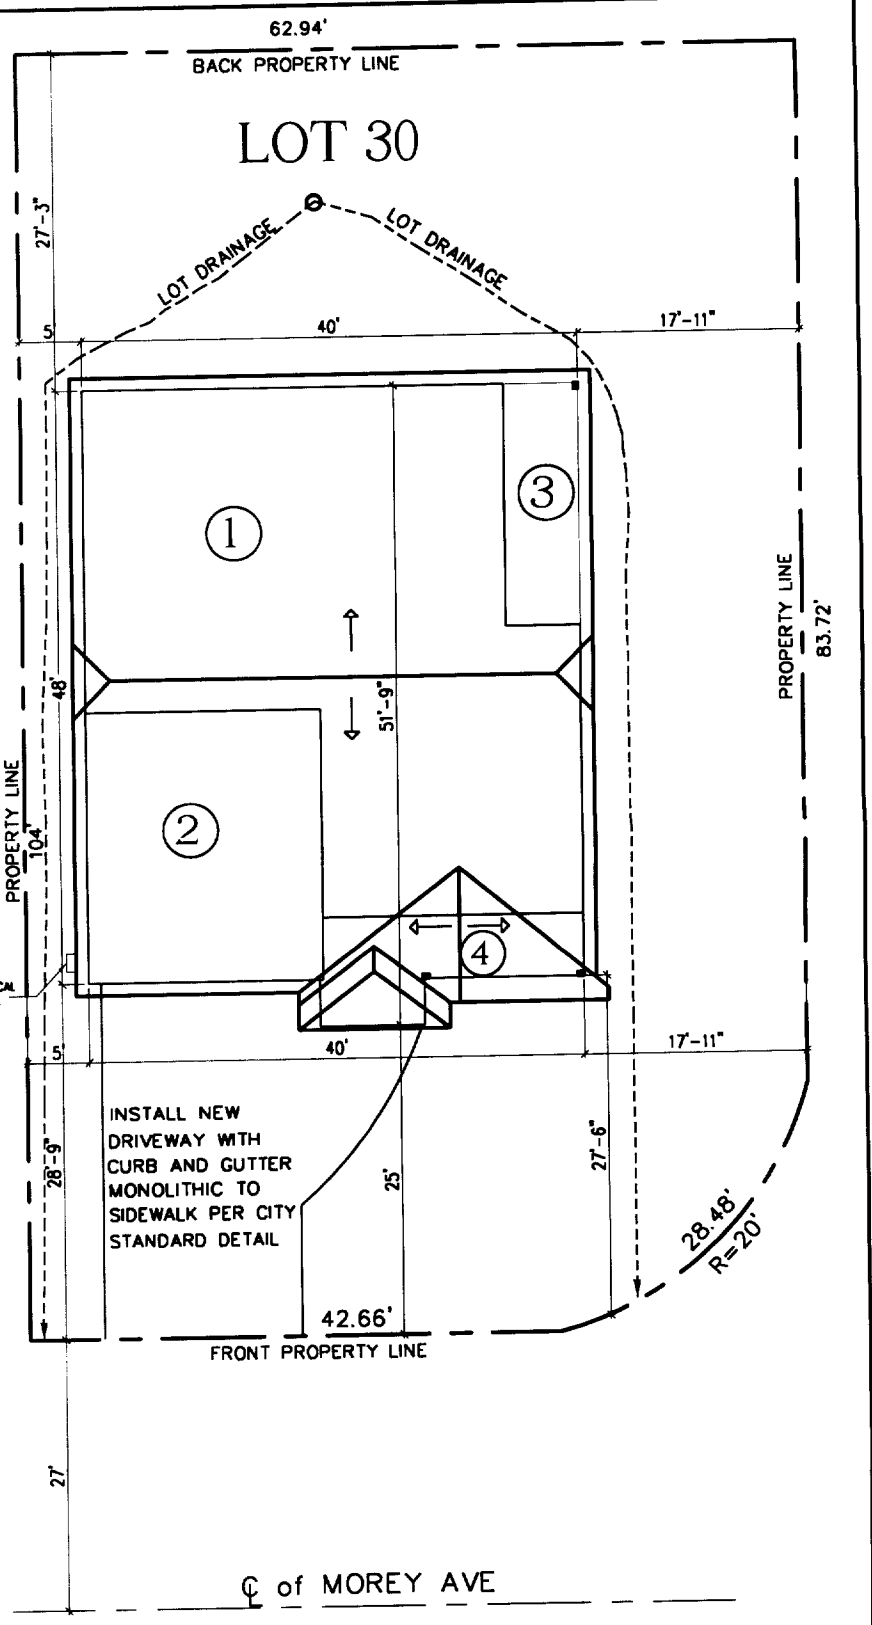 62.94'
BACK PROPERTY LINE
LOT 30
27'-3"
LOT DRAINAGE
LOT DRAINAGE
5'
40'
17'-11"
3
1
PROPERTY LINE
83.72'
48'
51'-9"
2
PROPERTY LINE
104'
4
5'
40'
17'-11"
INSTALL NEW
DRIVEWAY WITH
CURB AND GUTTER
MONOLITHIC TO
SIDEWALK PER CITY
STANDARD DETAIL
28'-9"
25'
27'-6"
28.48'
R=20'
42.66'
FRONT PROPERTY LINE
27'
℄ of MOREY AVE